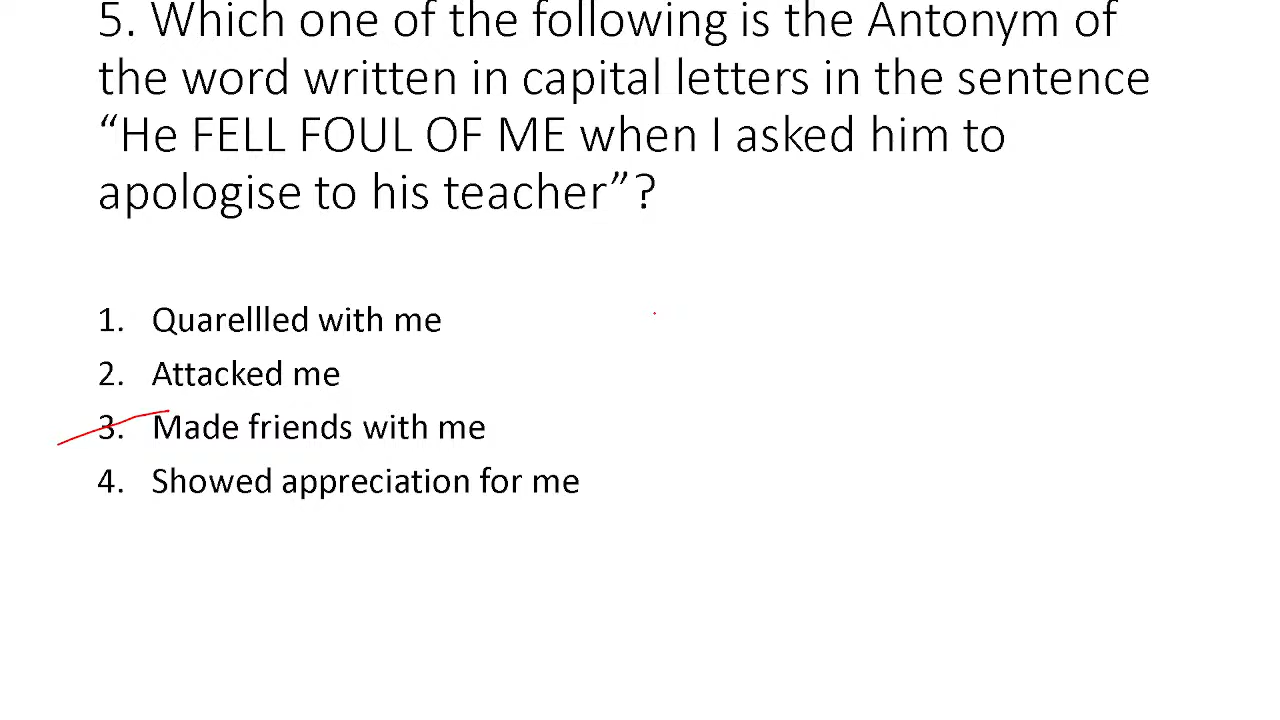 5. Which one of the following is the Antonym of
the word written in capital letters in the sentence
“He FELL FOUL OF ME when I asked him to
apologise to his teacher”?
1. Quarellled with me
2. Attacked me
3. Made friends with me
4. Showed appreciation for me